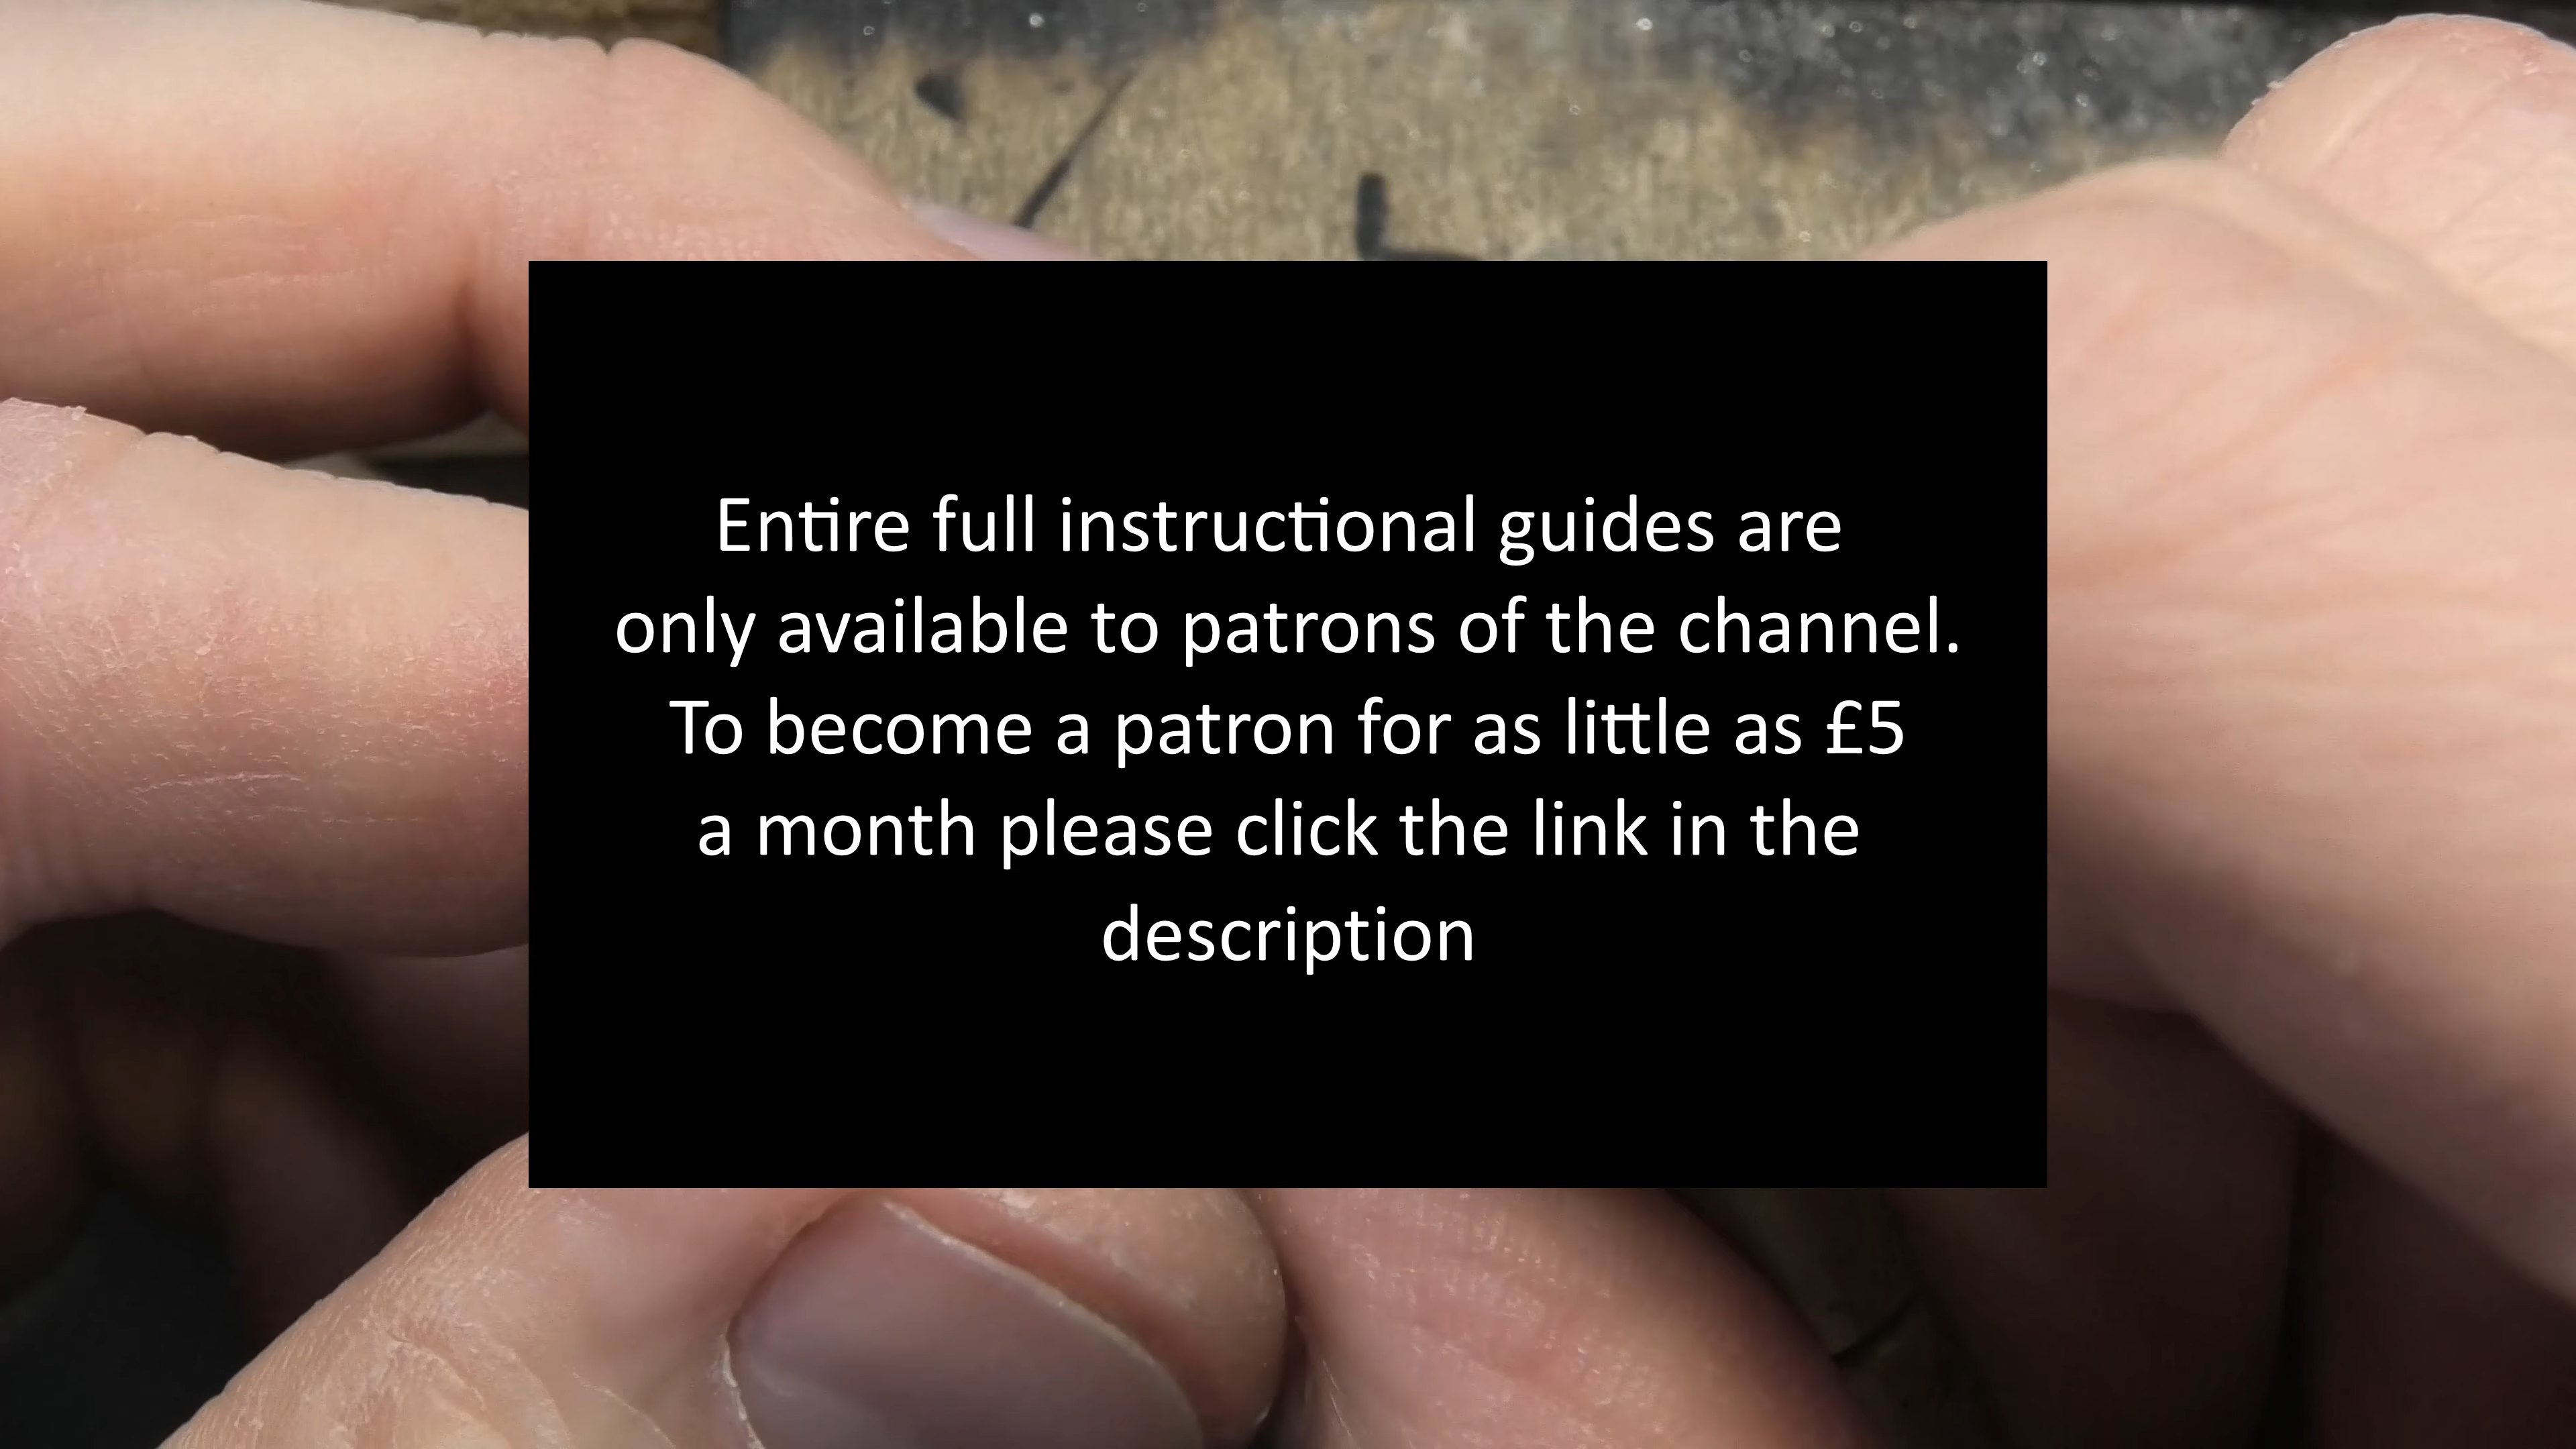 Entire full instructional guides are
only available to patrons of the channel.
To become a patron for as little as £5
a month please click the link in the
description